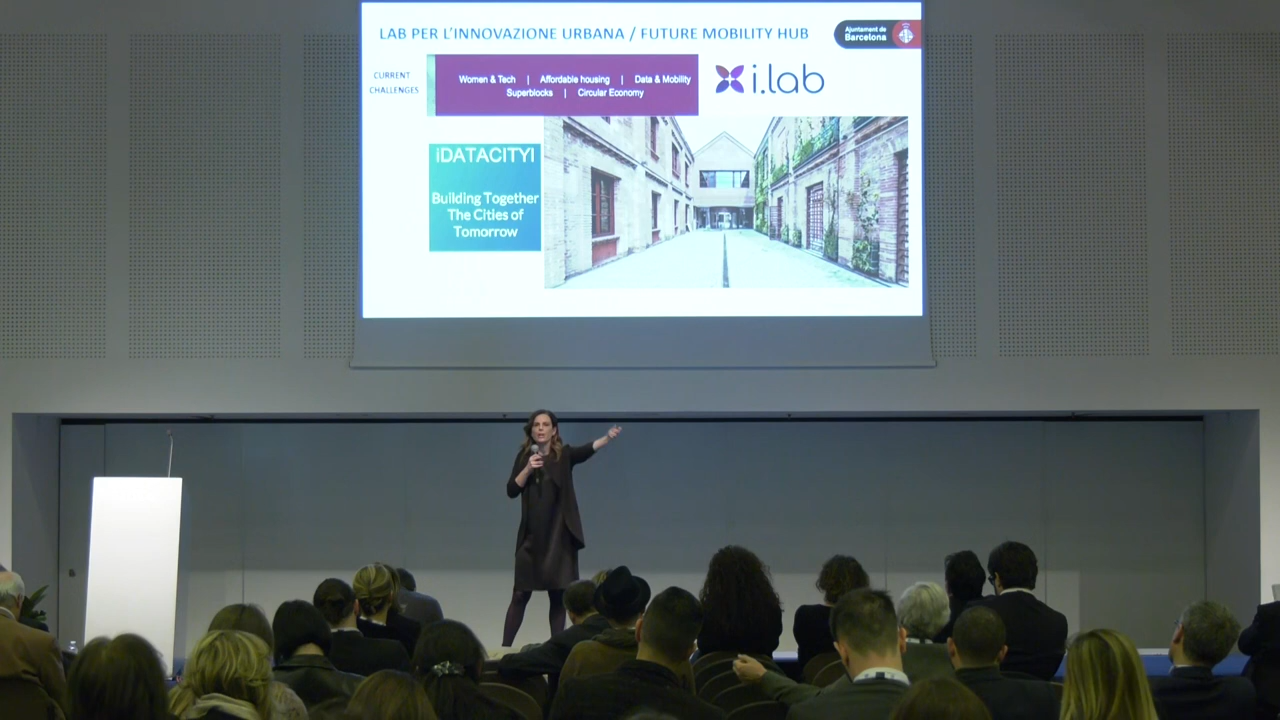 LAB PER L'INNOVAZIONE URBANA / FUTURE MOBILITY HUB
Ajuntament de
Barcelona
CURRENT
CHALLENGES
Women & Tech | Affordable housing | Data & Mobility
Superblocks | Circular Economy
i.lab
iDATACITYI
Building Together
The Cities of
Tomorrow